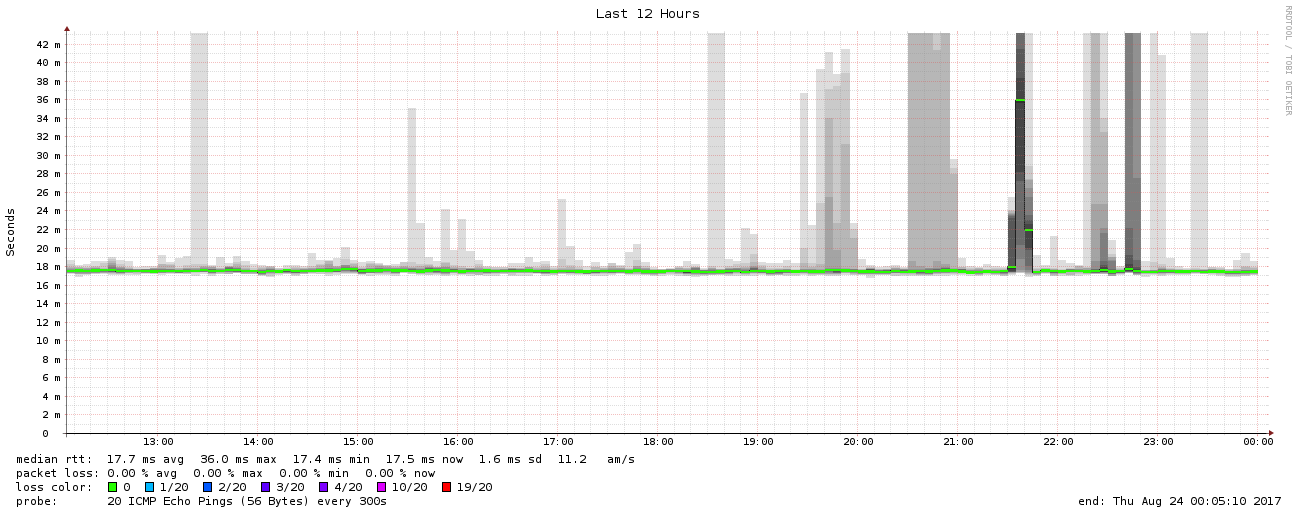 Last 12 Hours
RRDTOOL / TOBI OETIKER
Seconds
42 m
40 m
38 m
36 m
34 m
32 m
30 m
28 m
26 m
24 m
22 m
20 m
18 m
16 m
14 m
12 m
10 m
8 m
6 m
4 m
2 m
0
13:00 14:00 15:00 16:00 17:00 18:00 19:00 20:00 21:00 22:00 23:00 00:00
median rtt: 17.7 ms avg 36.0 ms max 17.4 ms min 17.5 ms now 1.6 ms sd 11.2 am/s
packet loss: 0.00 % avg 0.00 % max 0.00 % min 0.00 % now
loss color: 0 1/20 2/20 3/20 4/20 10/20 19/20
probe: 20 ICMP Echo Pings (56 Bytes) every 300s end: Thu Aug 24 00:05:10 2017